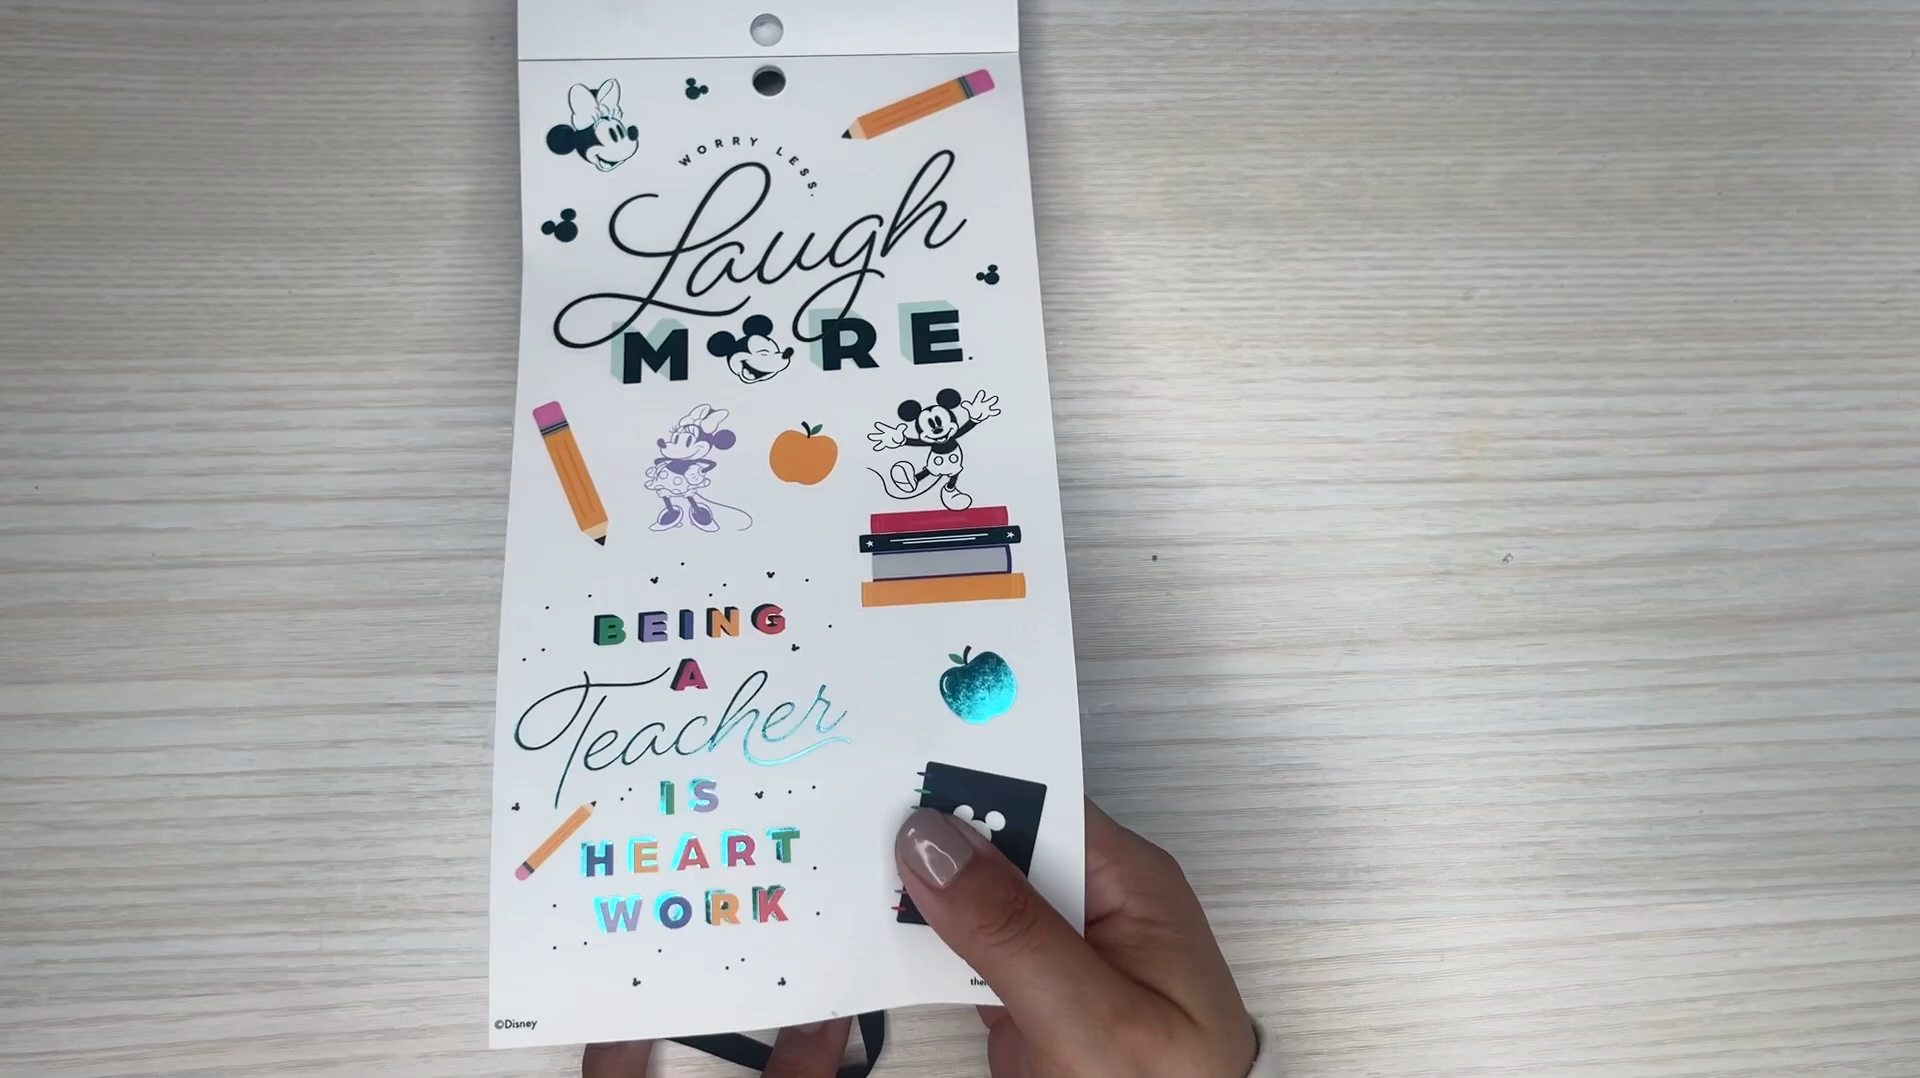 WORRY LESS.
Laugh
MORE.
BEING
A
Teacher
IS
HEART
WORK
©Disney